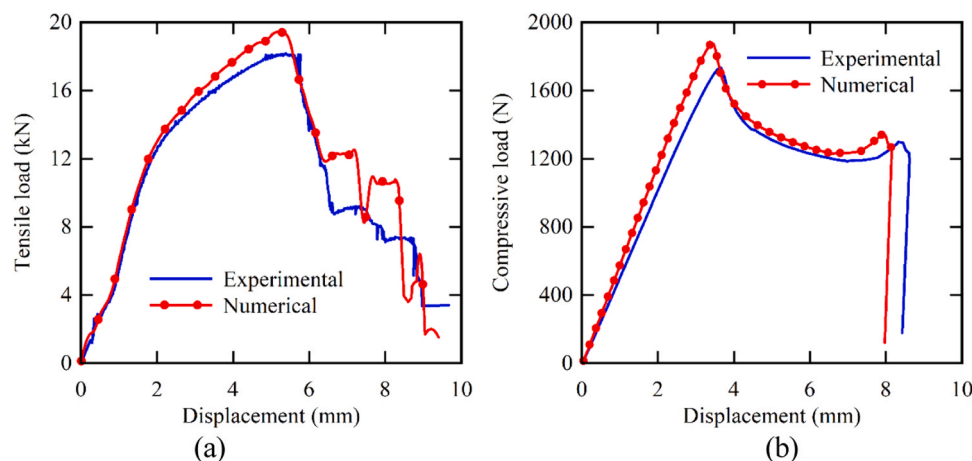 20
16
12
8
4
0
Tensile load (kN)
Experimental
Numerical
0 2 4 6 8 10
Displacement (mm)
(a)
2000
1600
1200
800
400
0
Compressive load (N)
Experimental
Numerical
0 2 4 6 8 10
Displacement (mm)
(b)